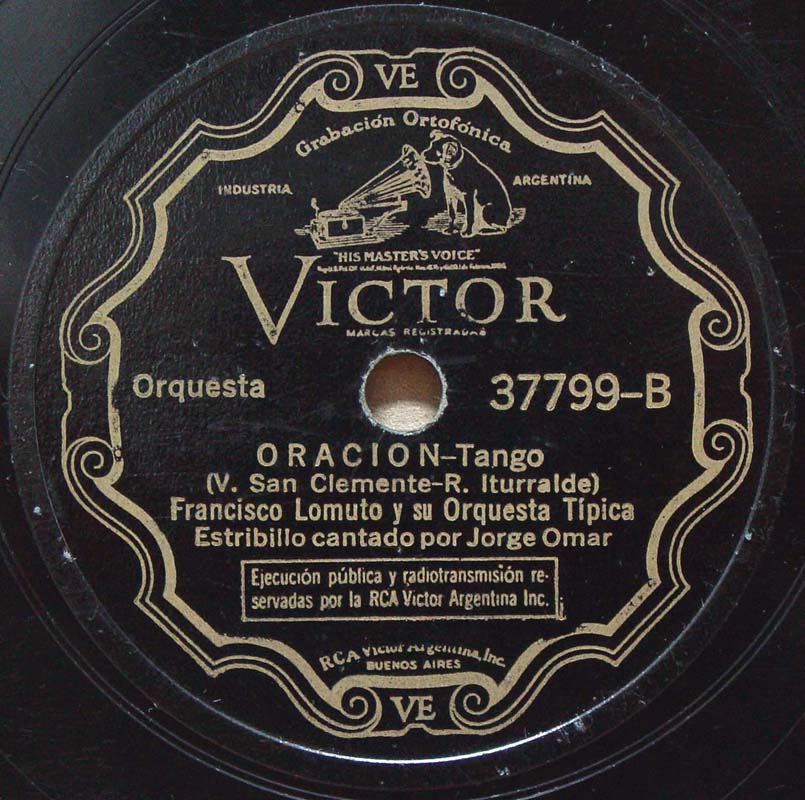 VE
Grabación Ortofónica
INDUSTRIA ARGENTINA
"HIS MASTER'S VOICE"
VICTOR
MARCAS REGISTRADAS
Orquesta 37799-B
ORACION-Tango
(V. San Clemente-R. Iturralde)
Francisco Lomuto y su Orquesta Típica
Estribillo cantado por Jorge Omar
Ejecución pública y radiotransmisión re-
servadas por la RCA Victor Argentina Inc.
RCA Victor Argentina, Inc.
BUENOS AIRES
VE